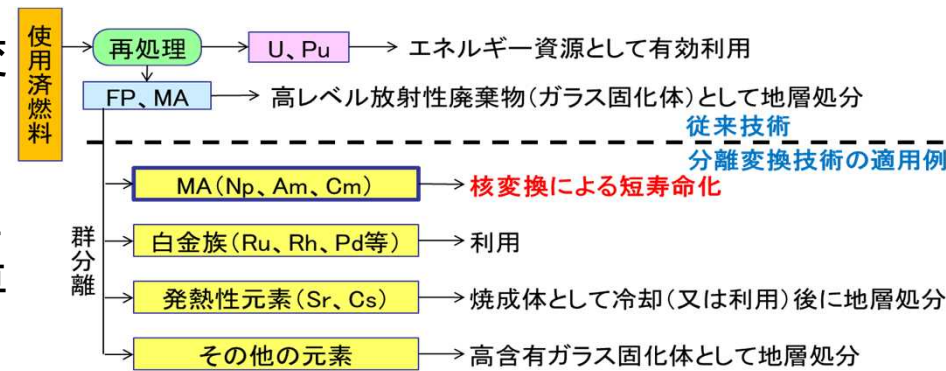 使用済燃料
再処理
U、Pu
エネルギー資源として有効利用
FP、MA
高レベル放射性廃棄物(ガラス固化体)として地層処分
従来技術
分離変換技術の適用例
群分離
MA(Np、Am、Cm)
核変換による短寿命化
白金族(Ru、Rh、Pd等)
利用
発熱性元素(Sr、Cs)
焼成体として冷却(又は利用)後に地層処分
その他の元素
高含有ガラス固化体として地層処分